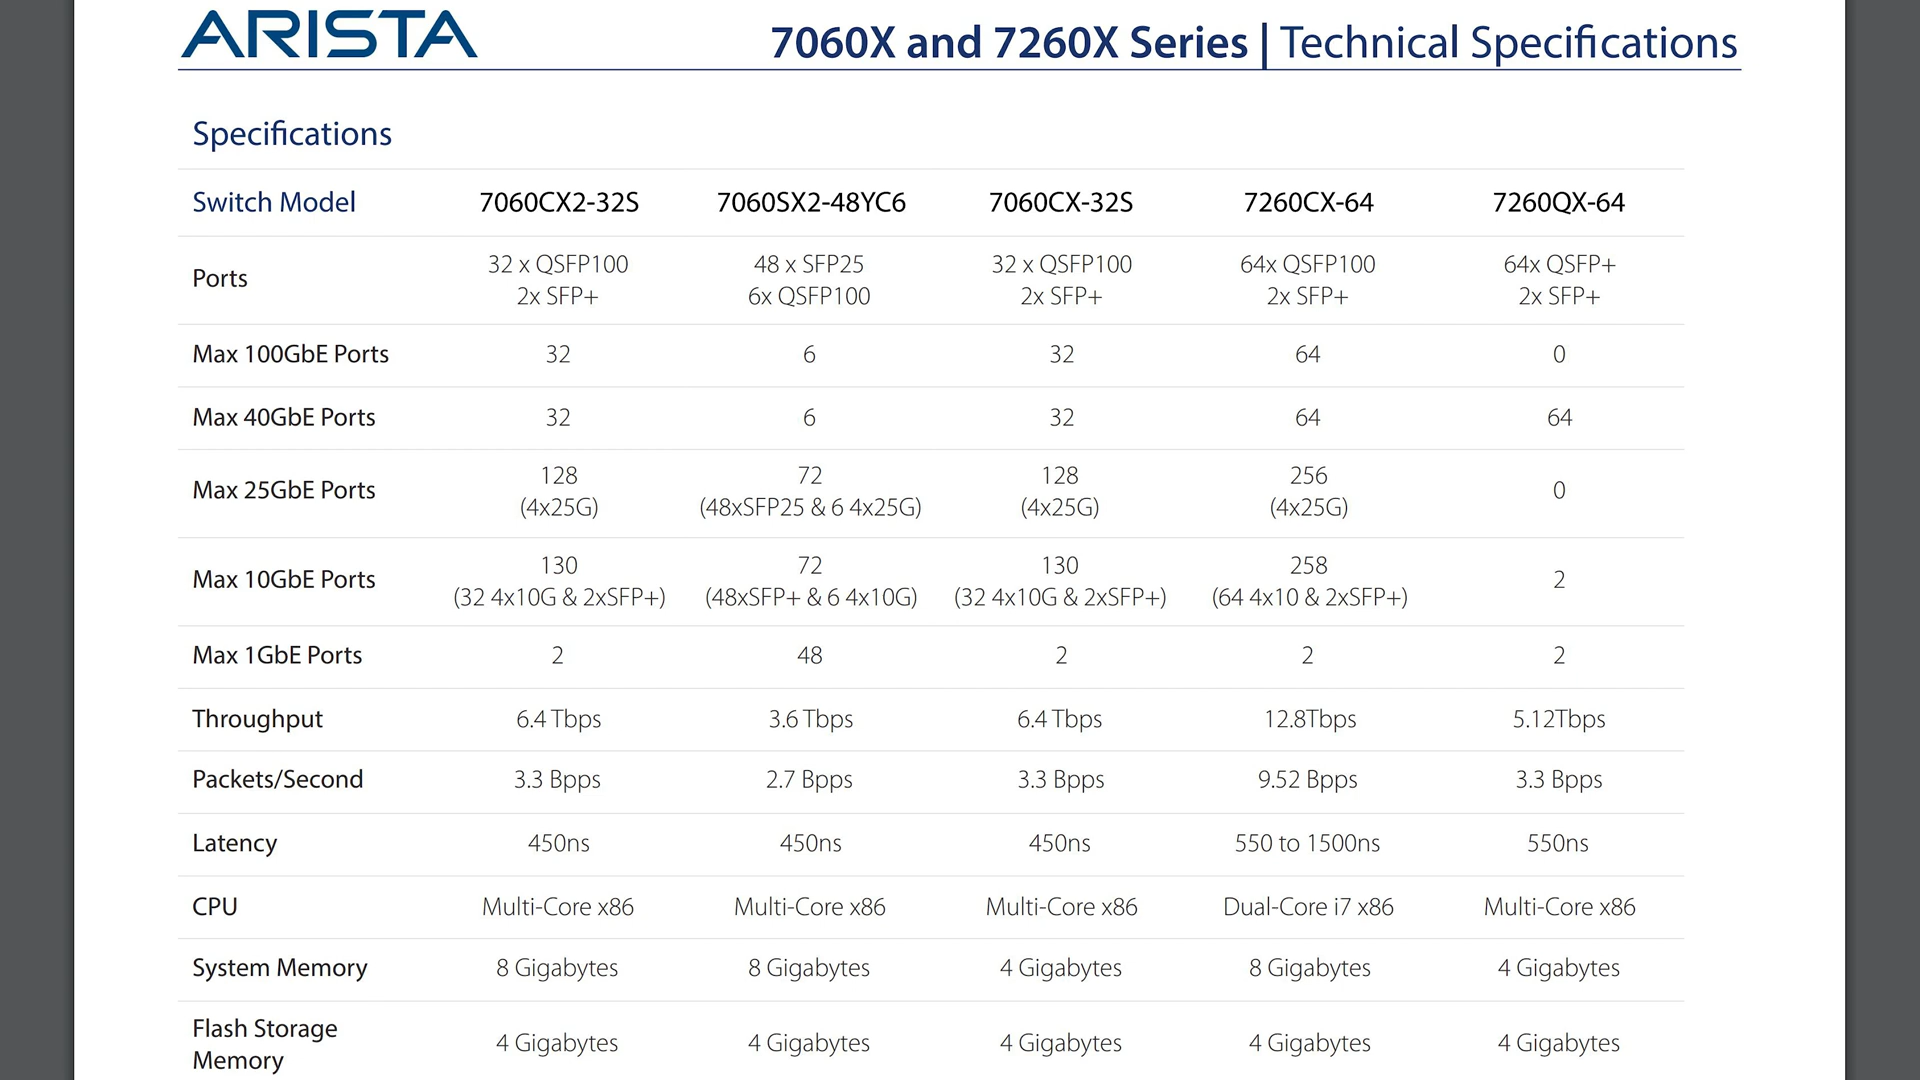 ARISTA
7060X and 7260X Series | Technical Specifications
Specifications
Switch Model 7060CX2-32S 7060SX2-48YC6 7060CX-32S 7260CX-64 7260QX-64
Ports
32 x QSFP100 48 x SFP25 32 x QSFP100 64x QSFP100 64x QSFP+
2x SFP+ 6x QSFP100 2x SFP+ 2x SFP+ 2x SFP+
Max 100GbE Ports 32 6 32 64 0
Max 40GbE Ports 32 6 32 64 64
Max 25GbE Ports
128 72 128 256 0
(4x25G) (48xSFP25 & 6 4x25G) (4x25G) (4x25G)
Max 10GbE Ports
130 72 130 258 2
(32 4x10G & 2xSFP+) (48xSFP+ & 6 4x10G) (32 4x10G & 2xSFP+) (64 4x10 & 2xSFP+)
Max 1GbE Ports 2 48 2 2 2
Throughput 6.4 Tbps 3.6 Tbps 6.4 Tbps 12.8Tbps 5.12Tbps
Packets/Second 3.3 Bpps 2.7 Bpps 3.3 Bpps 9.52 Bpps 3.3 Bpps
Latency 450ns 450ns 450ns 550 to 1500ns 550ns
CPU Multi-Core x86 Multi-Core x86 Multi-Core x86 Dual-Core i7 x86 Multi-Core x86
System Memory 8 Gigabytes 8 Gigabytes 4 Gigabytes 8 Gigabytes 4 Gigabytes
Flash Storage
Memory 4 Gigabytes 4 Gigabytes 4 Gigabytes 4 Gigabytes 4 Gigabytes